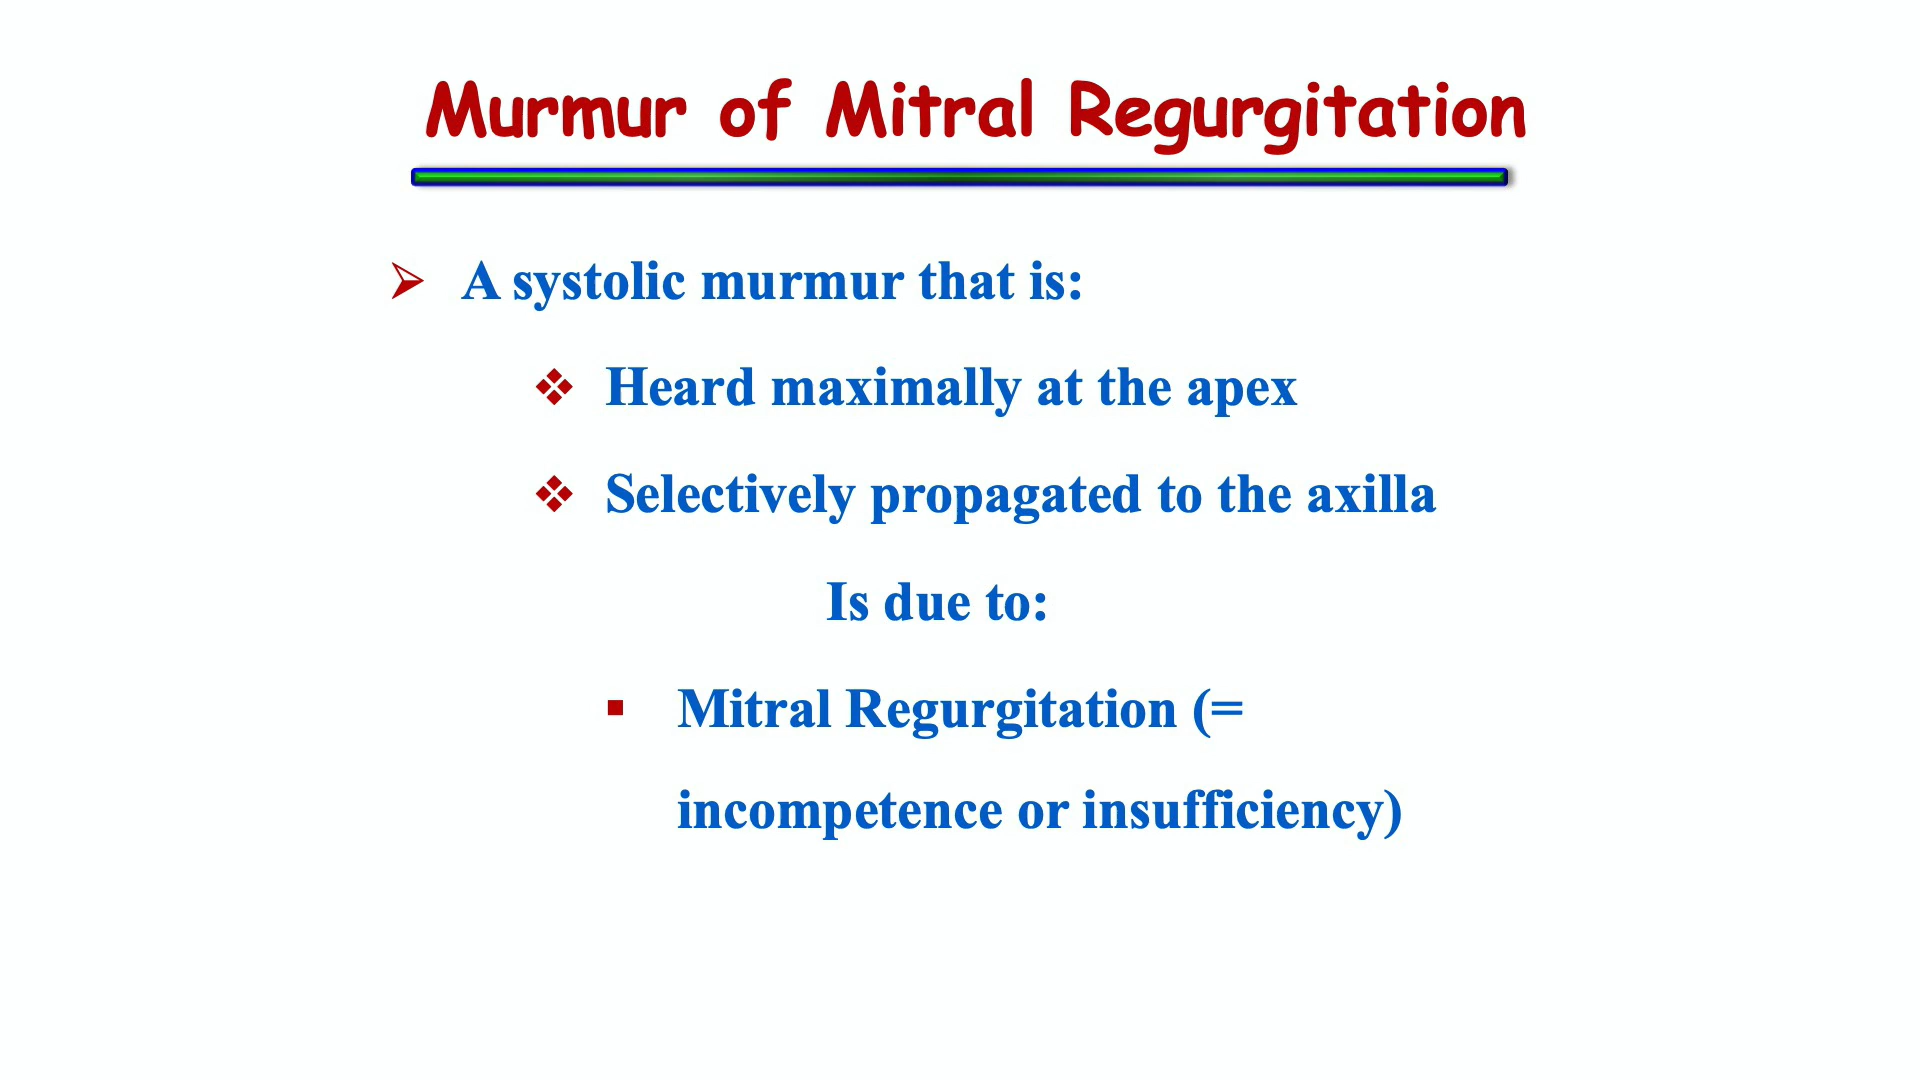 Murmur of Mitral Regurgitation
A systolic murmur that is:
Heard maximally at the apex
Selectively propagated to the axilla
Is due to:
Mitral Regurgitation (=
incompetence or insufficiency)